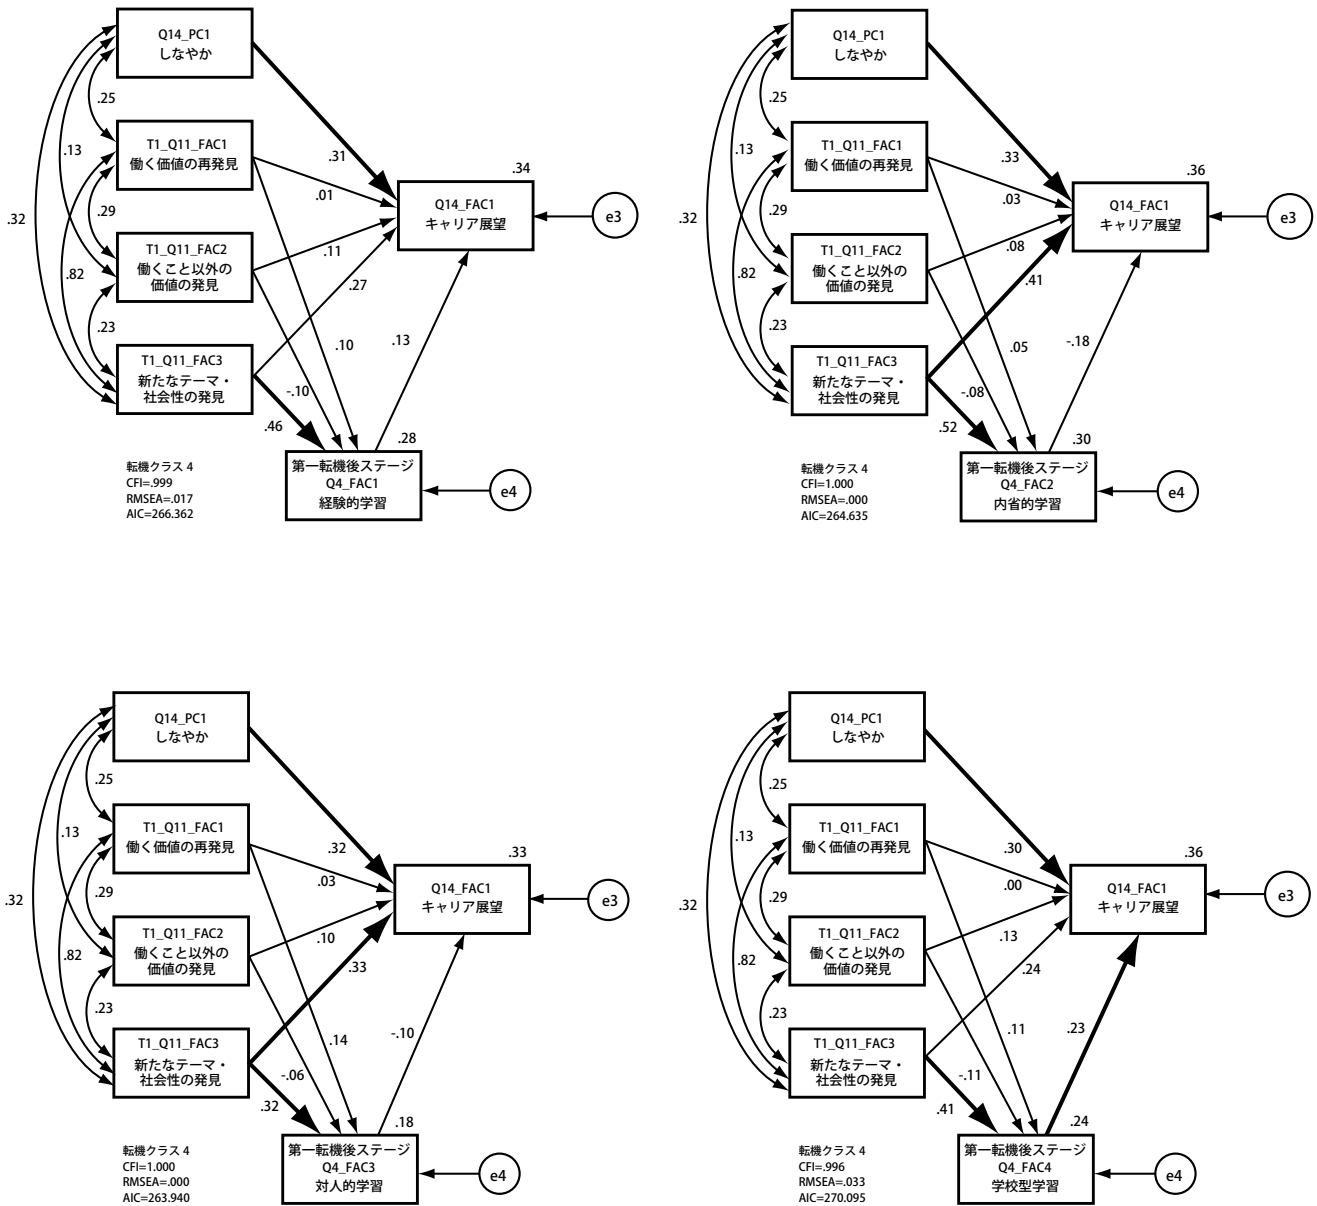 Q14_PC1
しなやか
.25
T1_Q11_FAC1
働く価値の再発見
.13
.31
.01
.34
Q14_FAC1
キャリア展望
e3
.32
.29
T1_Q11_FAC2
働くこと以外の
価値の発見
.11
.82
.27
.23
.10
.13
T1_Q11_FAC3
新たなテーマ・
社会性の発見
-.10
.46
.28
第一転機後ステージ
Q4_FAC1
経験的学習
e4
転機クラス 4
CFI=.999
RMSEA=.017
AIC=266.362
Q14_PC1
しなやか
.25
T1_Q11_FAC1
働く価値の再発見
.13
.33
.03
.36
Q14_FAC1
キャリア展望
e3
.32
.29
T1_Q11_FAC2
働くこと以外の
価値の発見
.08
.82
.41
.23
.05
-.18
T1_Q11_FAC3
新たなテーマ・
社会性の発見
-.08
.52
.30
第一転機後ステージ
Q4_FAC2
内省的学習
e4
転機クラス 4
CFI=1.000
RMSEA=.000
AIC=264.635
Q14_PC1
しなやか
.25
T1_Q11_FAC1
働く価値の再発見
.13
.32
.03
.33
Q14_FAC1
キャリア展望
e3
.32
.29
T1_Q11_FAC2
働くこと以外の
価値の発見
.10
.82
.33
.23
.14
-.10
T1_Q11_FAC3
新たなテーマ・
社会性の発見
-.06
.32
.18
第一転機後ステージ
Q4_FAC3
対人的学習
e4
転機クラス 4
CFI=1.000
RMSEA=.000
AIC=263.940
Q14_PC1
しなやか
.25
T1_Q11_FAC1
働く価値の再発見
.13
.30
.00
.36
Q14_FAC1
キャリア展望
e3
.32
.29
T1_Q11_FAC2
働くこと以外の
価値の発見
.13
.82
.24
.23
.11
.23
T1_Q11_FAC3
新たなテーマ・
社会性の発見
-.11
.41
.24
第一転機後ステージ
Q4_FAC4
学校型学習
e4
転機クラス 4
CFI=.996
RMSEA=.033
AIC=270.095